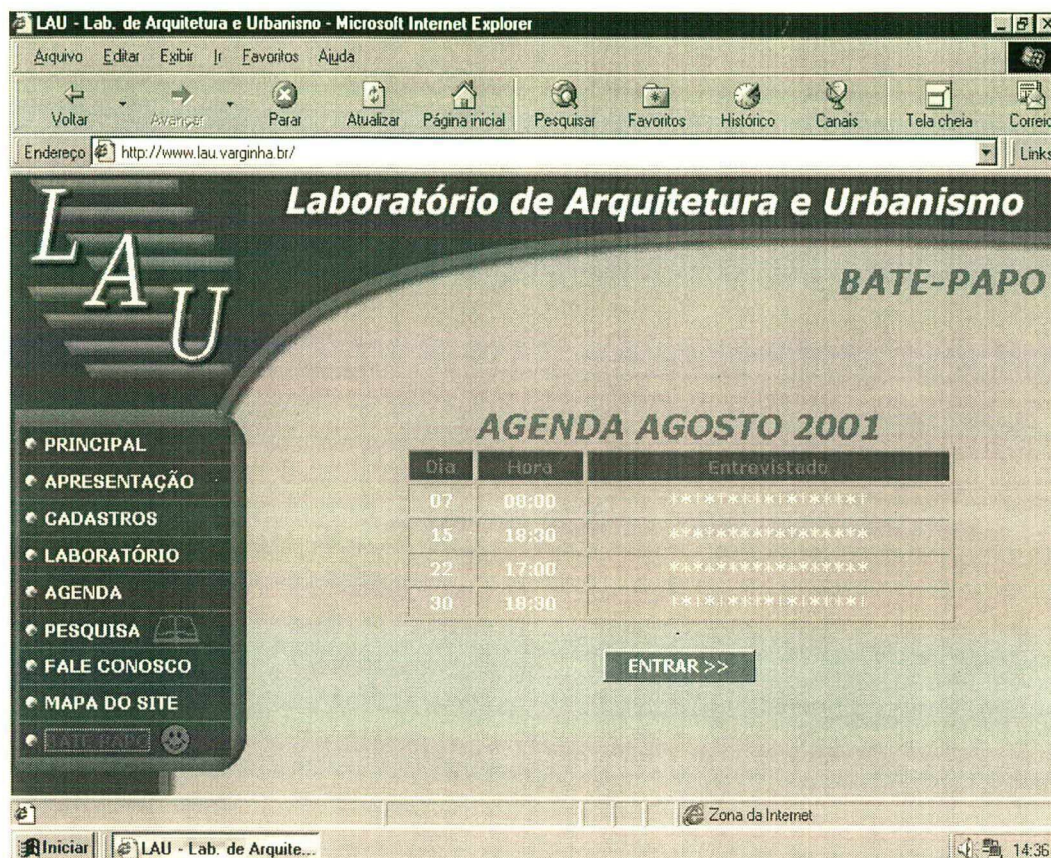 LAU - Lab. de Arquitetura e Urbanisno - Microsoft Internet Explorer
Arquivo Editar Exibir Ir Favoritos Ajuda
Voltar Avançar Parar Atualizar Página inicial Pesquisar Favoritos Histórico Canais Tela cheia Correio
Endereço http://www.lau.varginha.br/ Links
LAU
Laboratório de Arquitetura e Urbanismo
BATE-PAPO
AGENDA AGOSTO 2001
Dia Hora Entrevistado
07 08:00
15 18:30
22 17:00
30 18:30
ENTRAR >>
PRINCIPAL
APRESENTAÇÃO
CADASTROS
LABORATÓRIO
AGENDA
PESQUISA
FALE CONOSCO
MAPA DO SITE
BATE-PAPO
Zona da Internet
Iniciar LAU - Lab. de Arquite... 14:36